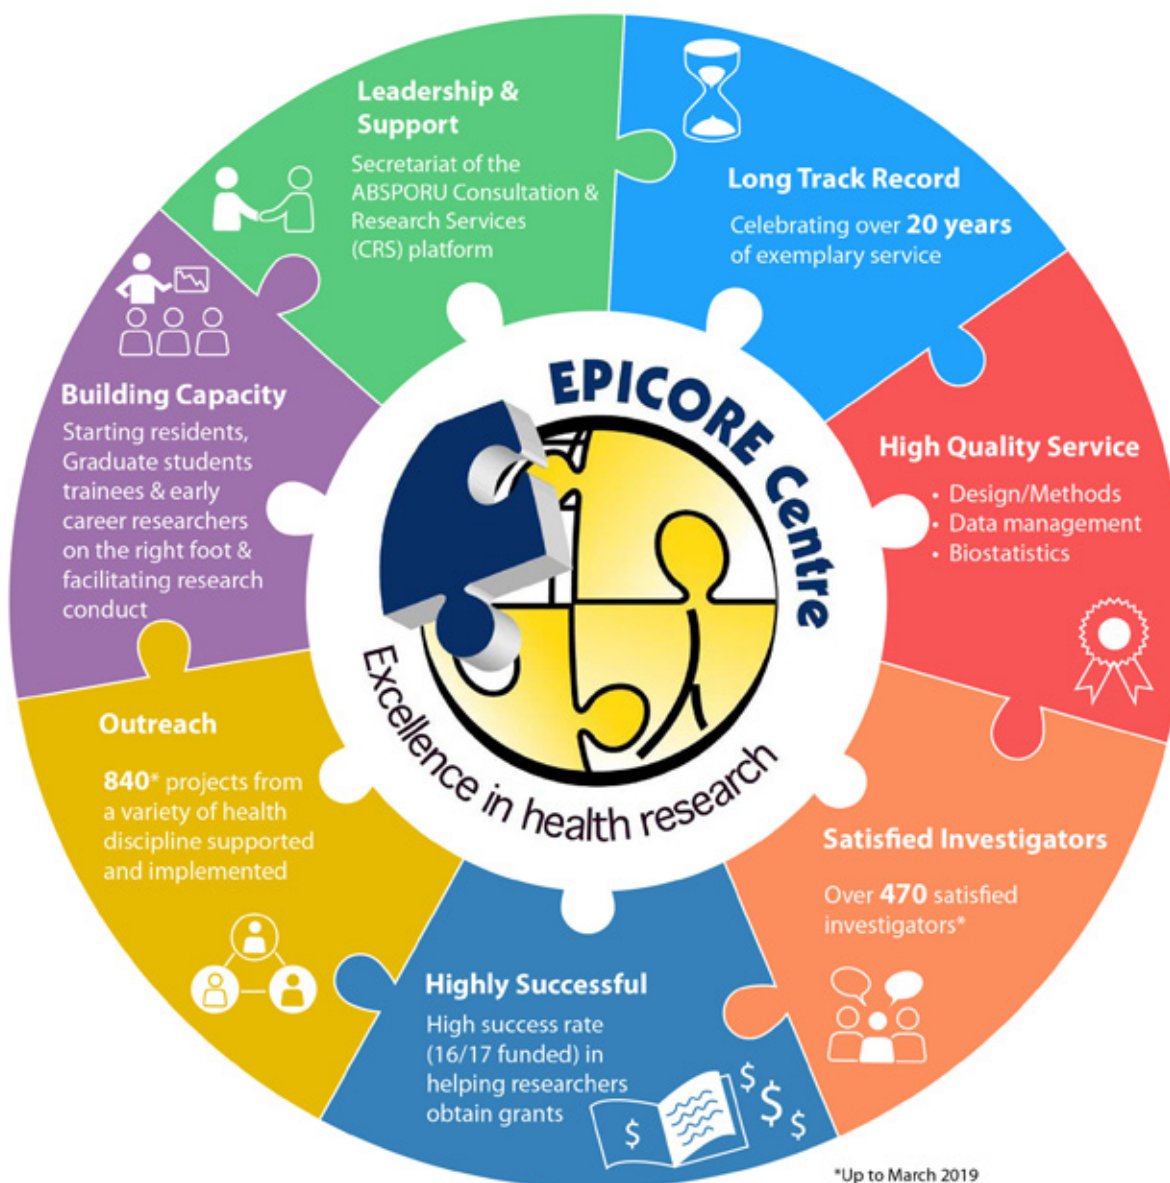 Leadership &
Support
Secretariat of the
ABSPORU Consultation &
Research Services
(CRS) platform
Long Track Record
Celebrating over 20 years
of exemplary service
High Quality Service
• Design/Methods
• Data management
• Biostatistics
Satisfied Investigators
Over 470 satisfied
investigators*
Highly Successful
High success rate
(16/17 funded) in
helping researchers
obtain grants
$
$
$
$
Outreach
840* projects from
a variety of health
discipline supported
and implemented
Building Capacity
Starting residents,
Graduate students
trainees & early
career researchers
on the right foot &
facilitating research
conduct
EPICORE Centre
Excellence in health research
*Up to March 2019